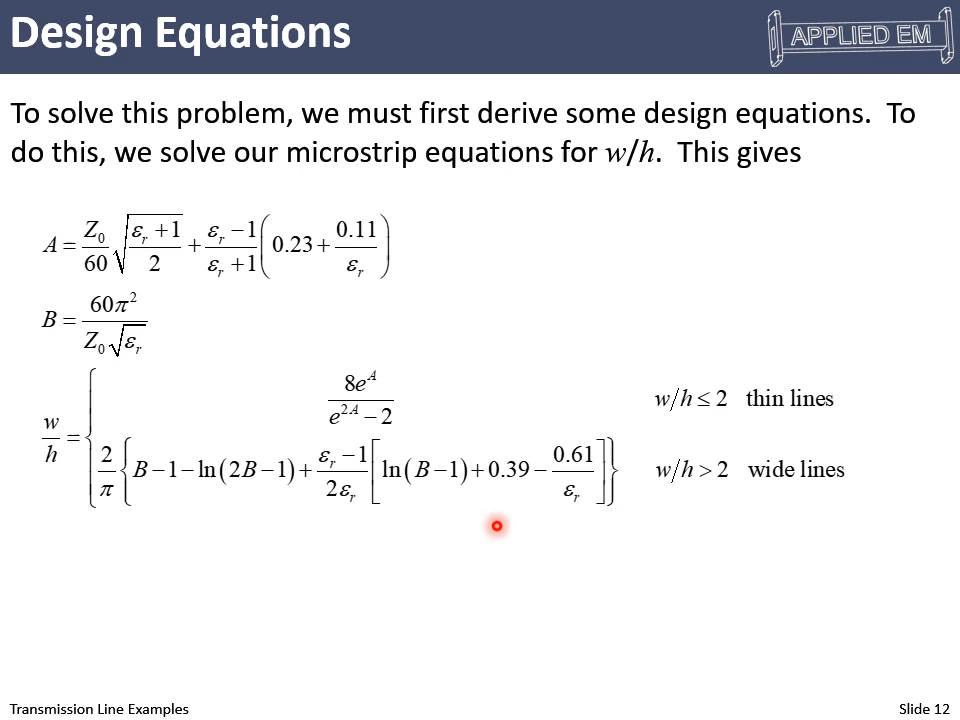 Design Equations
APPLIED EM
To solve this problem, we must first derive some design equations. To
do this, we solve our microstrip equations for w/h. This gives
A = Z₀/60 √((εᵣ + 1)/2) + (εᵣ − 1)/(εᵣ + 1) (0.23 + 0.11/εᵣ)
B = 60π²/(Z₀√εᵣ)
w/h = { 8e^A/(e^{2A} − 2) w/h ≤ 2 thin lines
2/π {B − 1 − ln(2B − 1) + (εᵣ − 1)/(2εᵣ) [ln(B − 1) + 0.39 − 0.61/εᵣ]} w/h > 2 wide lines
Transmission Line Examples
Slide 12